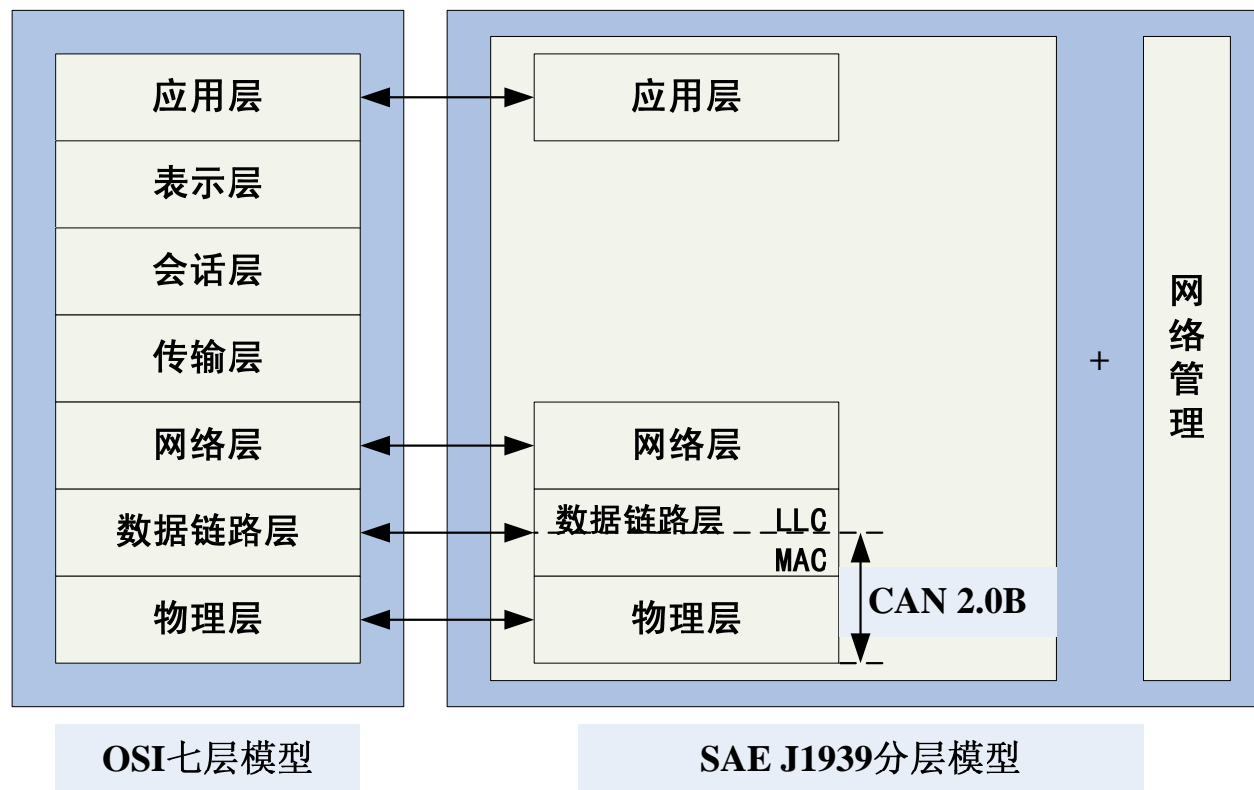 应用层
表示层
会话层
传输层
网络层
数据链路层
物理层
OSI七层模型
应用层
网络层
数据链路层 LLC
MAC
物理层
CAN 2.0B
+
网络管理
SAE J1939分层模型